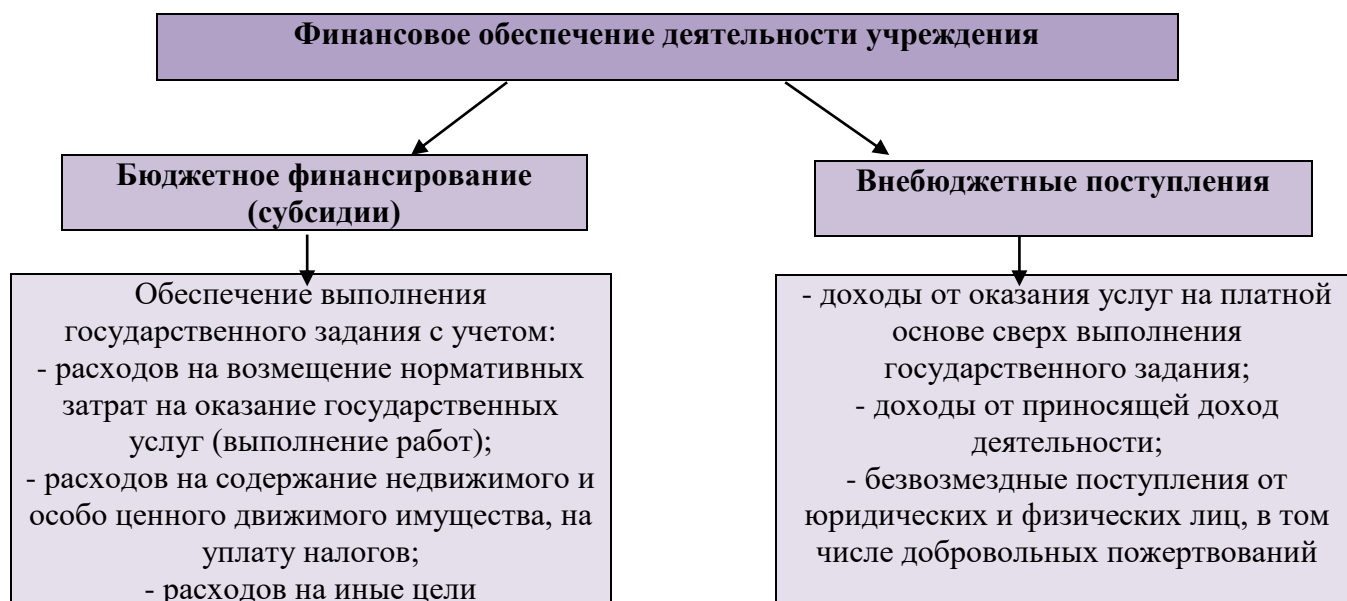 Финансовое обеспечение деятельности учреждения
Бюджетное финансирование
(субсидии)
Внебюджетные поступления
Обеспечение выполнения
государственного задания с учетом:
- расходов на возмещение нормативных
затрат на оказание государственных
услуг (выполнение работ);
- расходов на содержание недвижимого и
особо ценного движимого имущества, на
уплату налогов;
- расходов на иные цели
- доходы от оказания услуг на платной
основе сверх выполнения
государственного задания;
- доходы от приносящей доход
деятельности;
- безвозмездные поступления от
юридических и физических лиц, в том
числе добровольных пожертвований